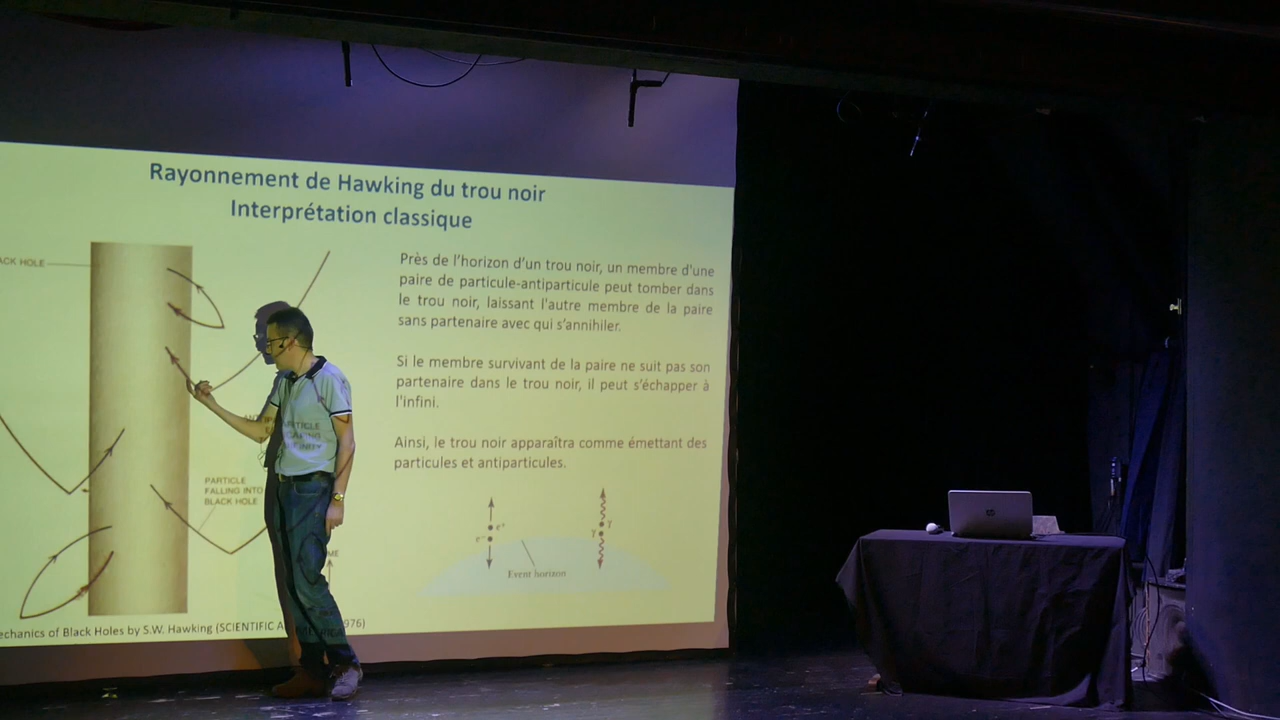 Rayonnement de Hawking du trou noir
Interprétation classique
ACK HOLE
Près de l'horizon d'un trou noir, un membre d'une
paire de particule-antiparticule peut tomber dans
le trou noir, laissant l'autre membre de la paire
sans partenaire avec qui s'annihiler.
Si le membre survivant de la paire ne suit pas son
partenaire dans le trou noir, il peut s'échapper à
l'infini.
Ainsi, le trou noir apparaîtra comme émettant des
particules et antiparticules.
PARTICLE
FALLING INTO
BLACK HOLE
e⁺
e⁻
γ
γ
Event horizon
echanics of Black Holes by S.W. Hawking (SCIENTIFIC A 976)
hp